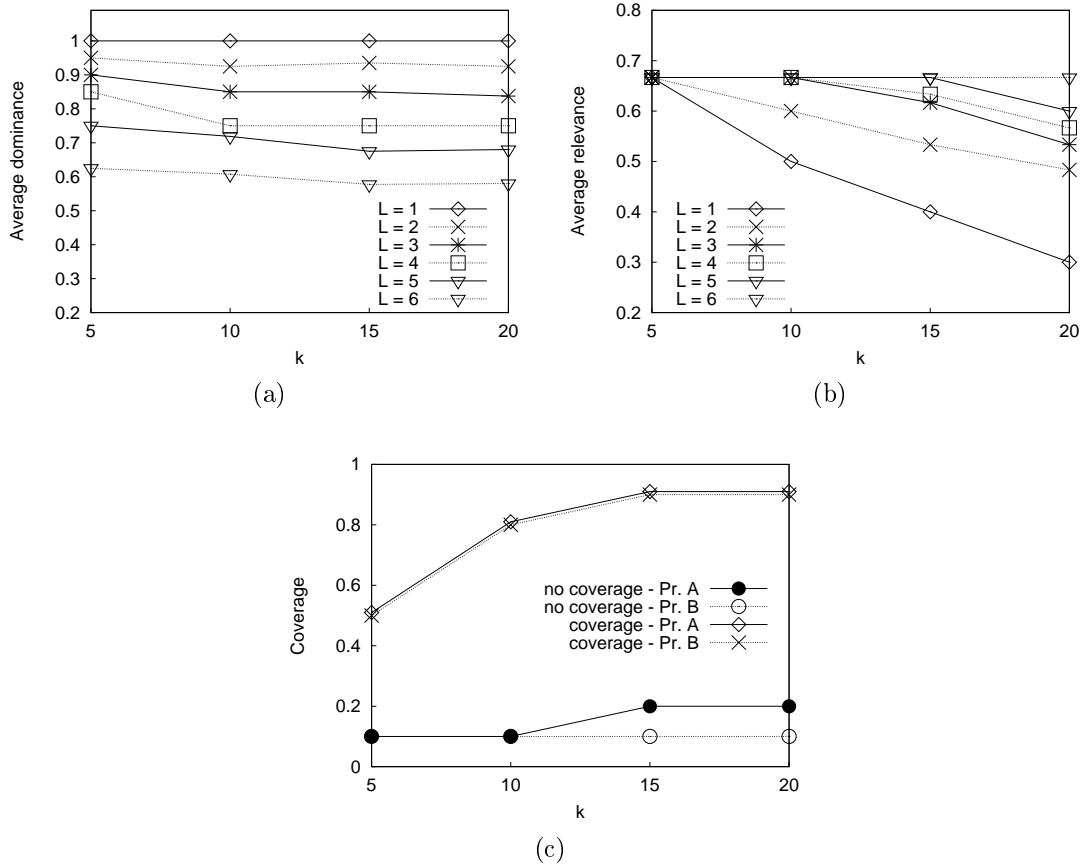 1
0.9
0.8
0.7
0.6
0.5
0.4
0.3
0.2
5
10
15
20
Average dominance
k
L = 1
L = 2
L = 3
L = 4
L = 5
L = 6
(a)
0.8
0.7
0.6
0.5
0.4
0.3
0.2
5
10
15
20
Average relevance
k
L = 1
L = 2
L = 3
L = 4
L = 5
L = 6
(b)
1
0.8
0.6
0.4
0.2
0
5
10
15
20
Coverage
k
no coverage - Pr. A
no coverage - Pr. B
coverage - Pr. A
coverage - Pr. B
(c)